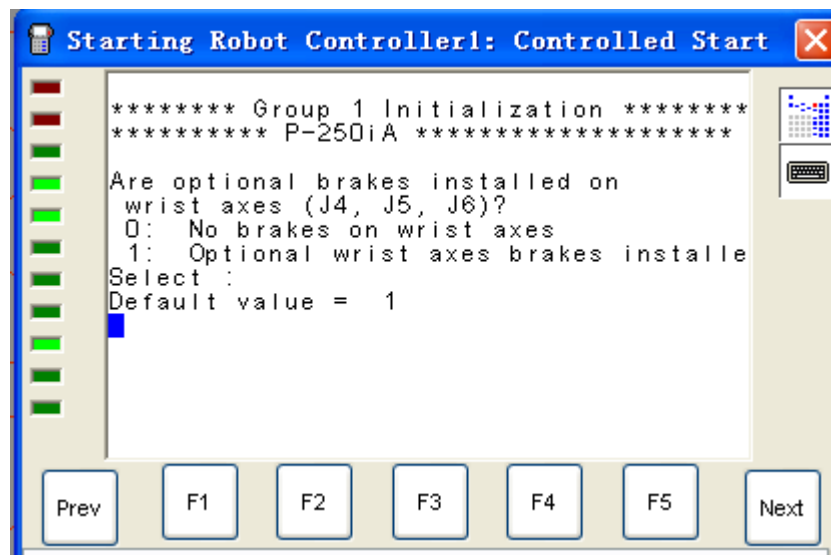 Starting Robot Controller1: Controlled Start
******** Group 1 Initialization ********
********** P-250iA ********************
Are optional brakes installed on
wrist axes (J4, J5, J6)?
0: No brakes on wrist axes
1: Optional wrist axes brakes installe
Select :
Default value = 1
Prev F1 F2 F3 F4 F5 Next